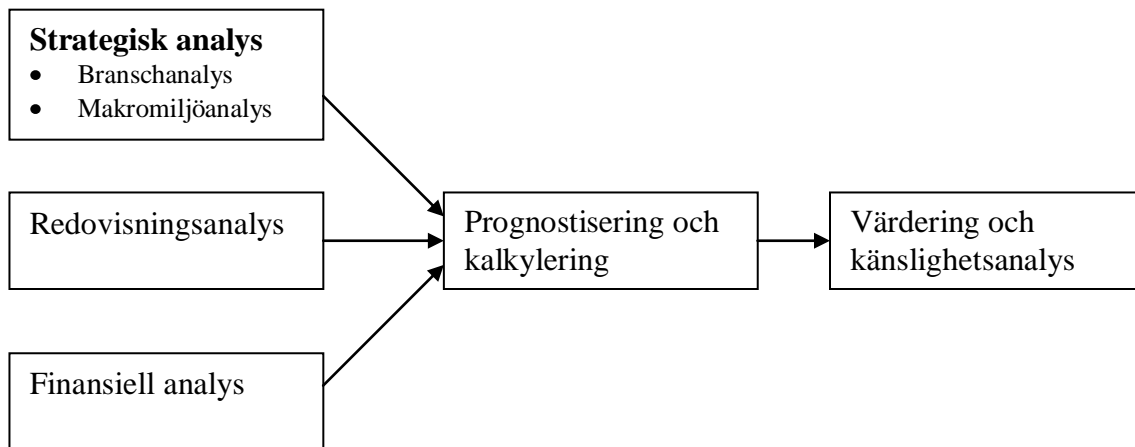 Strategisk analys
• Branschanalys
• Makromiljöanalys
Redovisningsanalys
Prognostisering och
kalkylering
Värdering och
känslighetsanalys
Finansiell analys